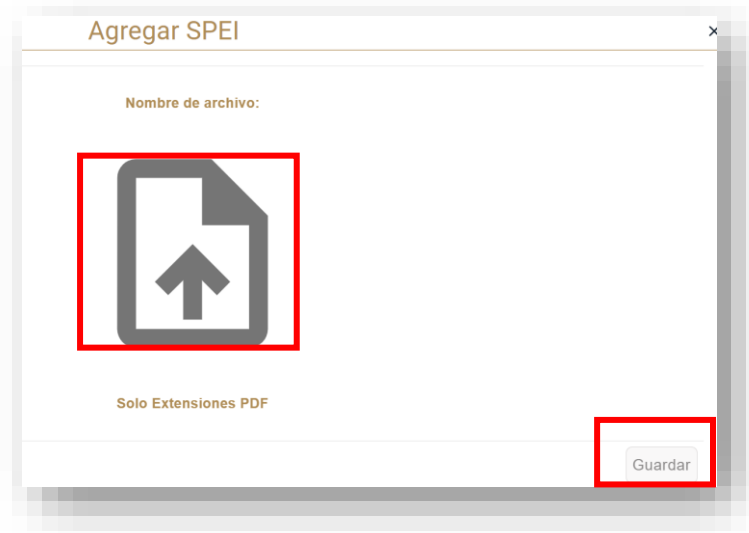 Agregar SPEI
×
Nombre de archivo:
Solo Extensiones PDF
Guardar